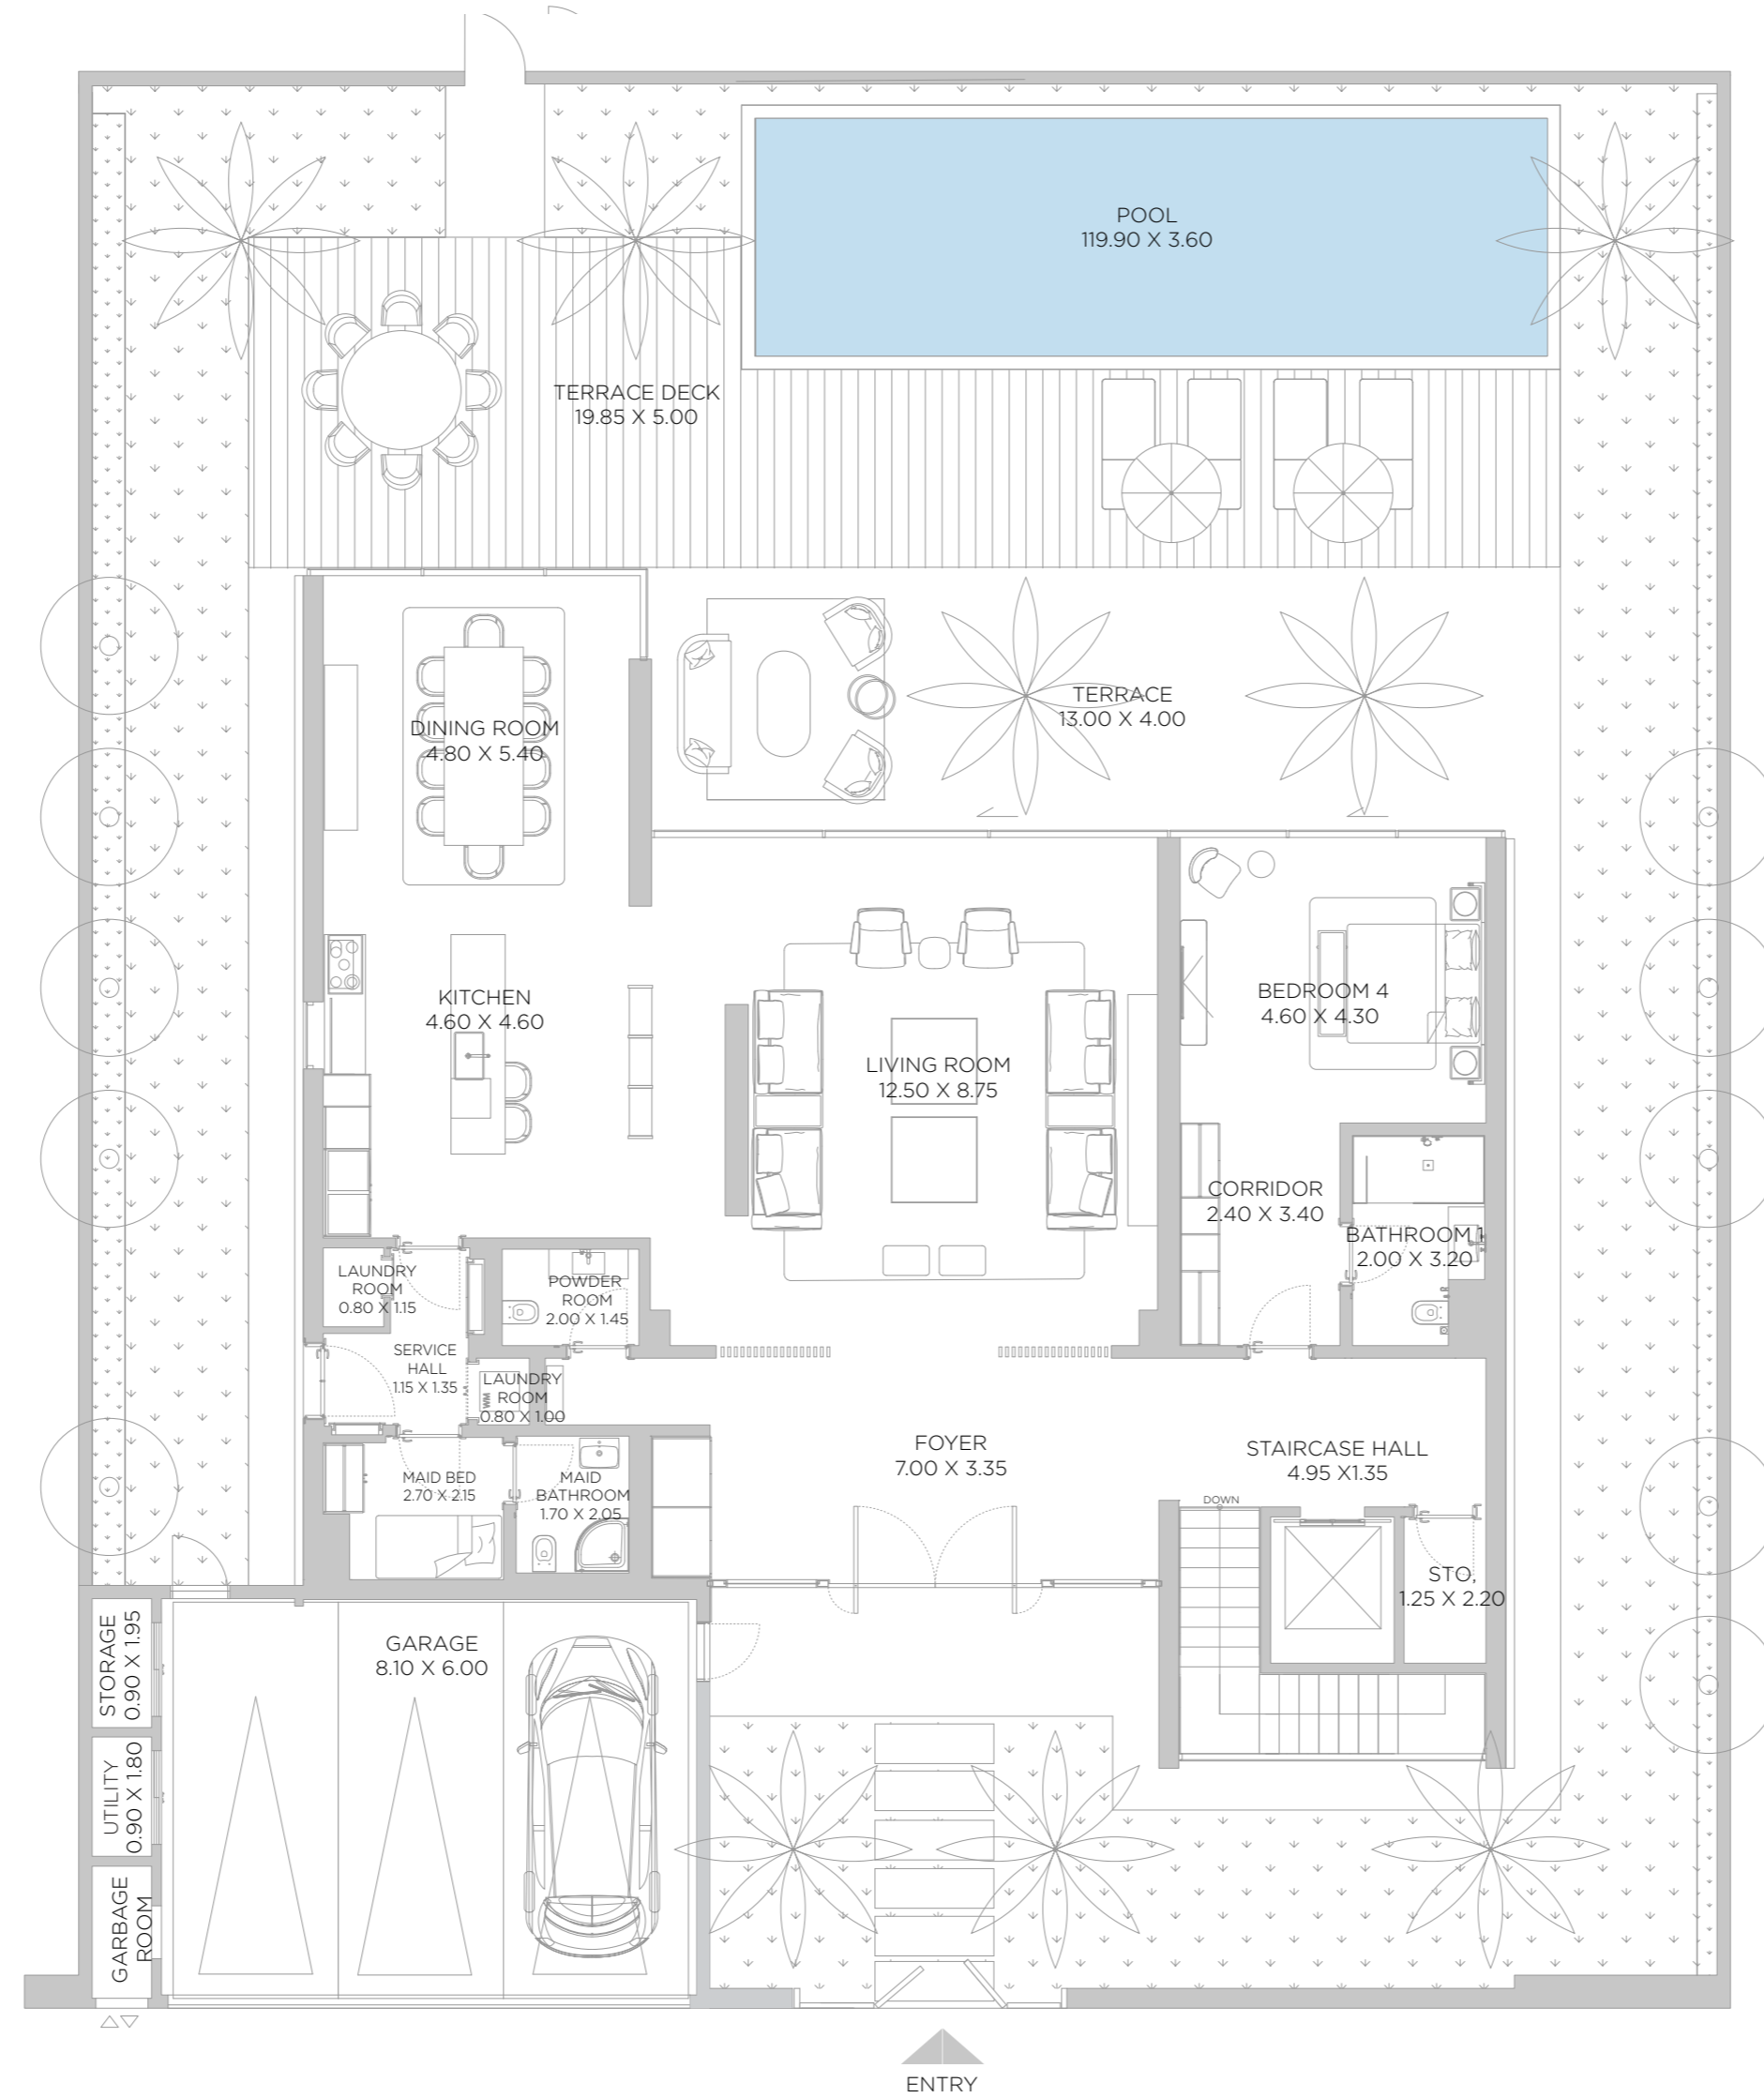 POOL
119.90 X 3.60
TERRACE DECK
19.85 X 5.00
TERRACE
13.00 X 4.00
DINING ROOM
4.80 X 5.40
KITCHEN
4.60 X 4.60
BEDROOM 4
4.60 X 4.30
LIVING ROOM
12.50 X 8.75
CORRIDOR
2.40 X 3.40
BATHROOM 1
2.00 X 3.20
LAUNDRY
ROOM
0.80 X 1.15
POWDER
ROOM
2.00 X 1.45
SERVICE
HALL
1.15 X 1.35
LAUNDRY
ROOM
0.80 X 1.00
WM
FOYER
7.00 X 3.35
STAIRCASE HALL
4.95 X1.35
MAID BED
2.70 X 2.15
MAID
BATHROOM
1.70 X 2.05
DOWN
STO,
1.25 X 2.20
STORAGE
0.90 X 1.95
GARAGE
8.10 X 6.00
UTILITY
0.90 X 1.80
GARBAGE
ROOM
ENTRY